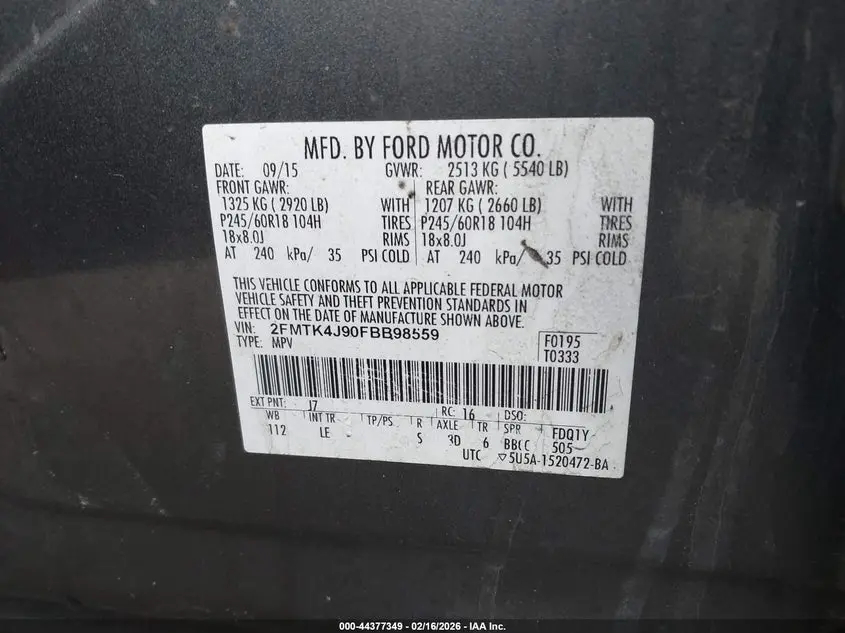 MFD. BY FORD MOTOR CO.
DATE: 09/15 GVWR: 2513 KG ( 5540 LB)
FRONT GAWR: REAR GAWR:
1325 KG ( 2920 LB) WITH 1207 KG ( 2660 LB) WITH
P245/60R18 104H TIRES P245/60R18 104H TIRES
18x8.0J RIMS 18x8.0J RIMS
AT 240 kPa/ 35 PSI COLD AT 240 kPa/ 35 PSI COLD
THIS VEHICLE CONFORMS TO ALL APPLICABLE FEDERAL MOTOR
VEHICLE SAFETY AND THEFT PREVENTION STANDARDS IN
EFFECT ON THE DATE OF MANUFACTURE SHOWN ABOVE.
VIN: 2FMTK4J90FBB98559 F0195
TYPE: MPV T0333
EXT PNT: J7 RC: 16 DSO:
WB INT TR TP/PS R AXLE TR SPR FDQ1Y
112 LE S 3D 6 BBCC 505
UTC ▽5U5A-1520472-BA
000-44377349 - 02/16/2026 - IAA Inc.